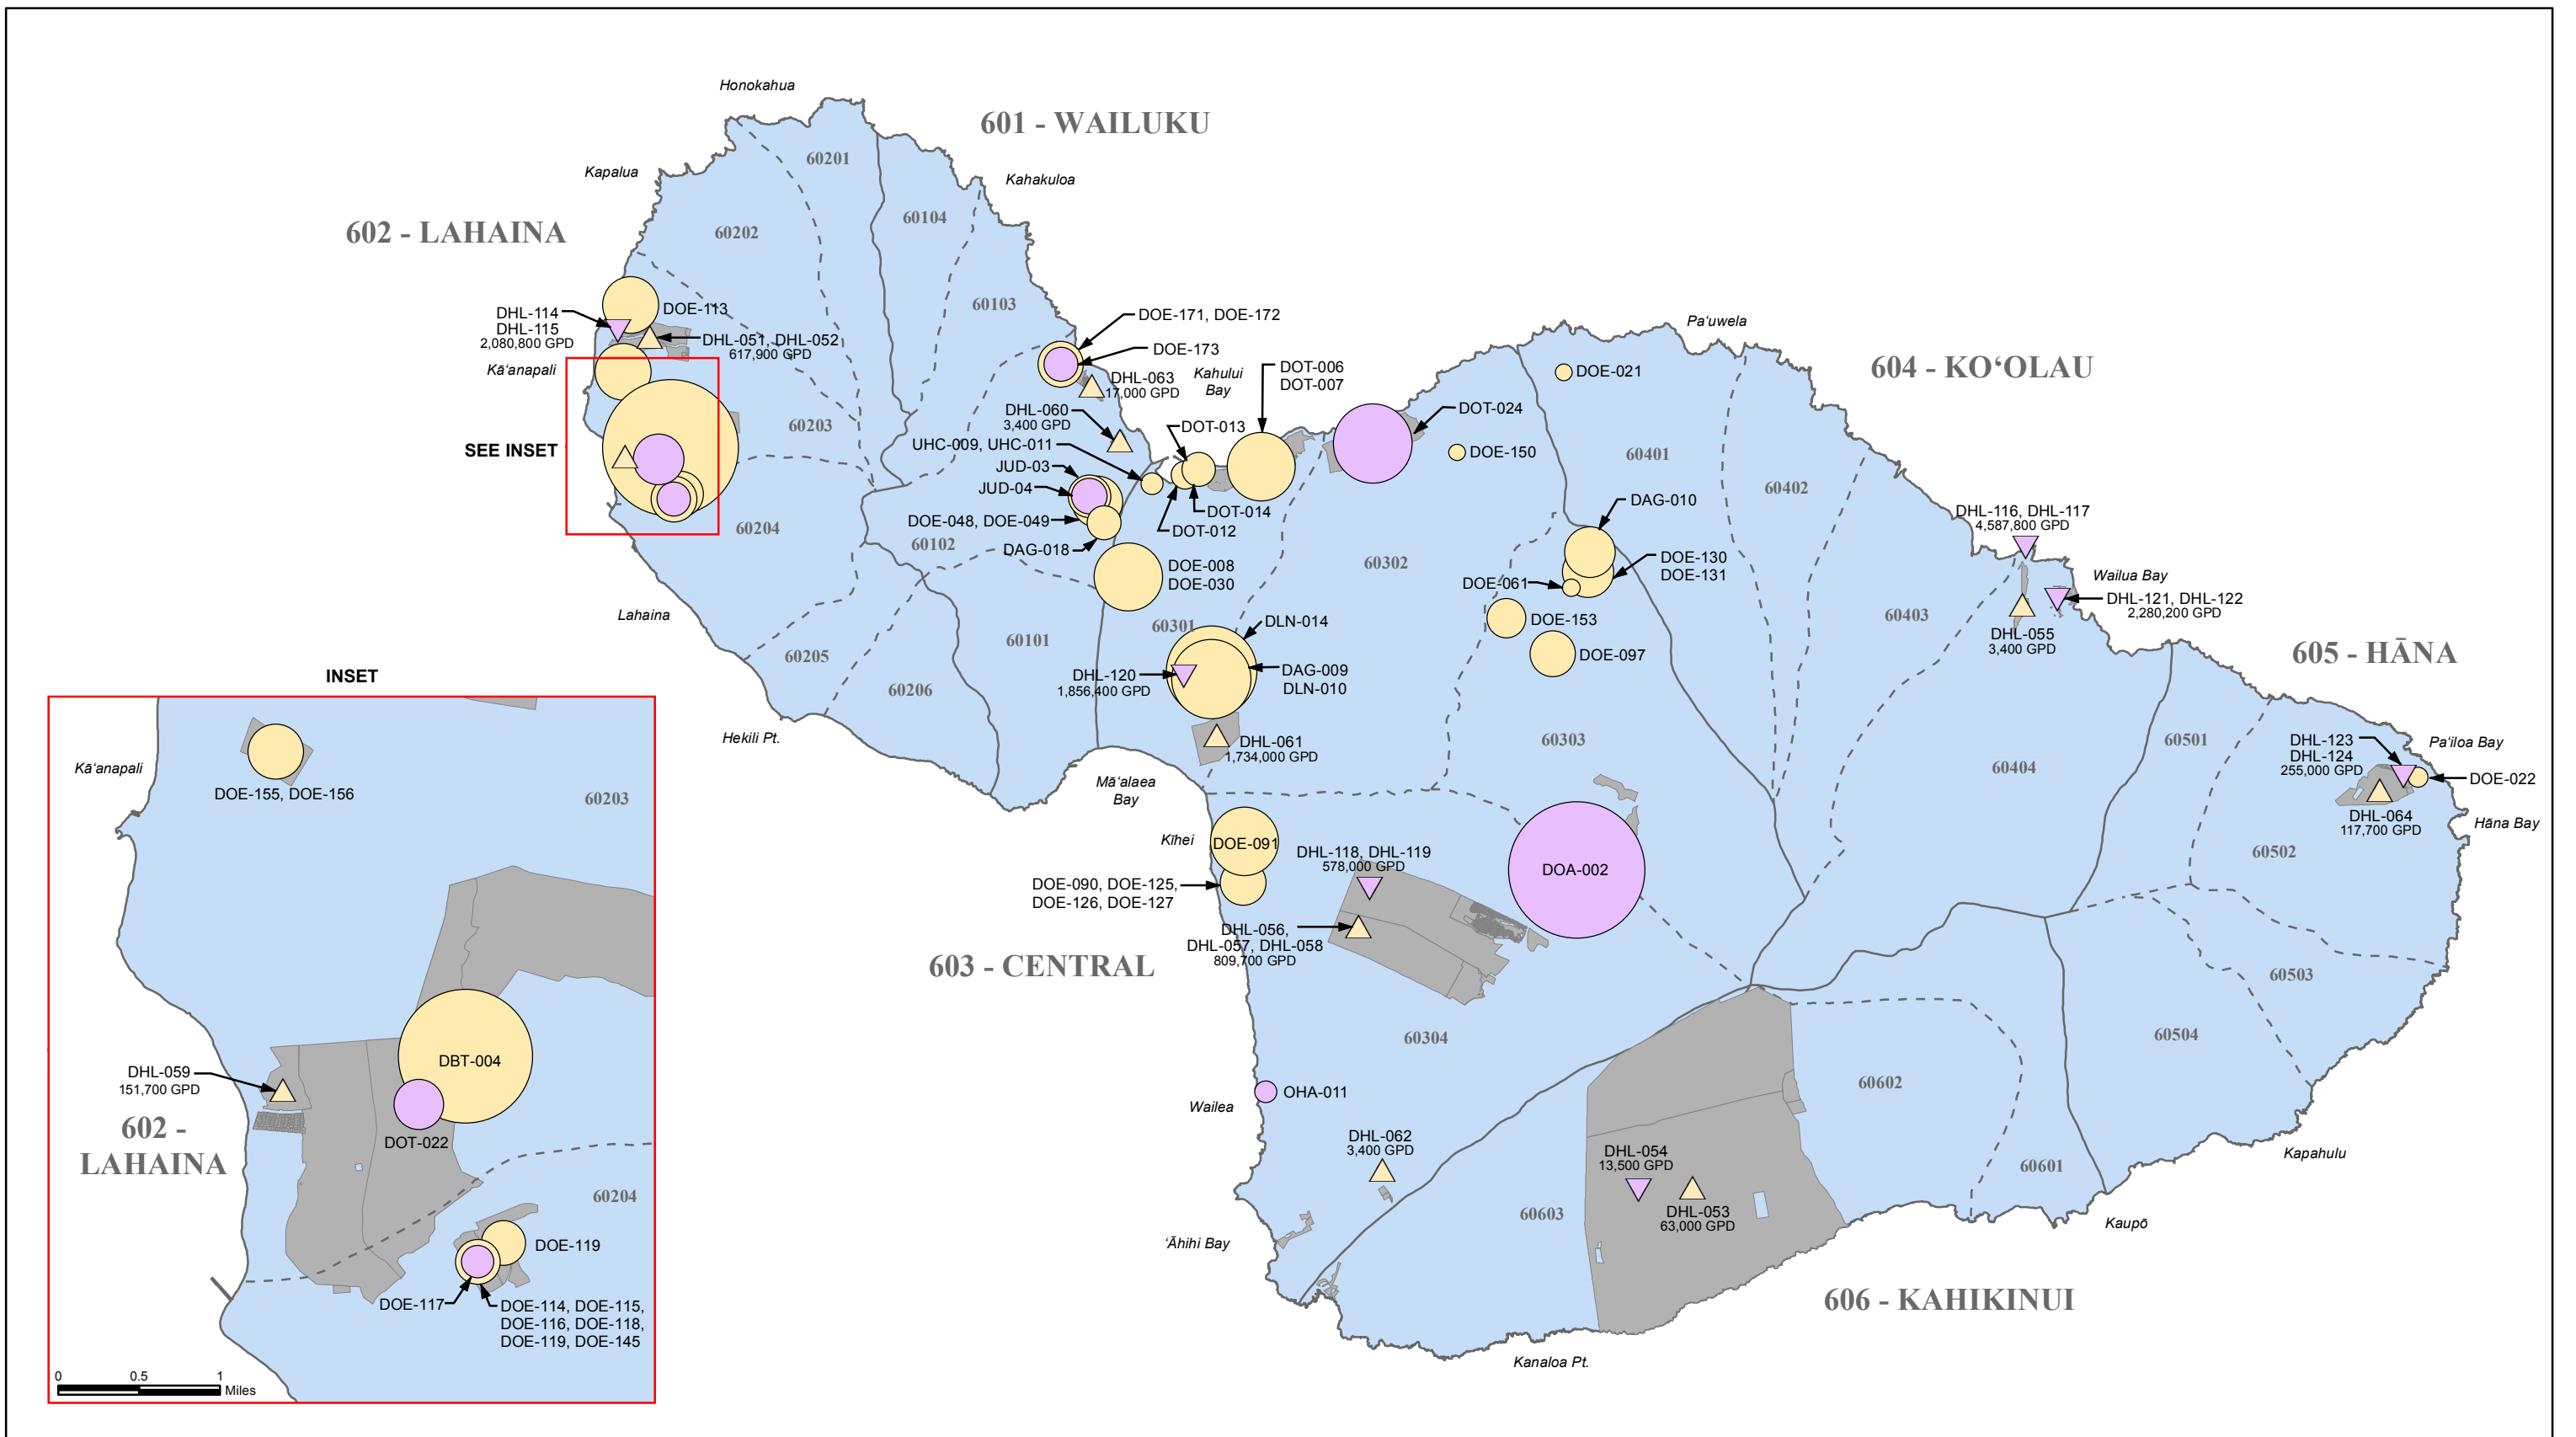 Honokahua
601 - WAILUKU
60201
Kapalua
Kahakuloa
602 - LAHAINA
60202
60104
60103
DOE-113
DHL-114
DHL-115
2,080,800 GPD
DHL-051, DHL-052
617,900 GPD
Kā‘anapali
SEE INSET
60203
60204
DOE-171, DOE-172
DOE-173
DHL-063
17,000 GPD
Kahului
Bay
DHL-060
3,400 GPD
DOT-013
UHC-009, UHC-011
JUD-03
JUD-04
DOE-048, DOE-049
DAG-018
60102
DOT-014
DOT-012
DOT-006
DOT-007
DOE-008
DOE-030
DOT-024
DOE-021
DOE-150
Pa‘uwela
604 - KO‘OLAU
60401
60402
60302
DAG-010
DOE-130
DOE-131
DOE-061
DOE-153
DOE-097
DHL-116, DHL-117
4,587,800 GPD
Wailua Bay
DHL-121, DHL-122
2,280,200 GPD
DHL-055
3,400 GPD
60403
605 - HĀNA
Lahaina
60205
60206
60101
60301
DLN-014
DAG-009
DLN-010
DHL-120
1,856,400 GPD
DHL-061
1,734,000 GPD
60303
60404
60501
Hekili Pt.
Mā‘alaea
Bay
DHL-123
DHL-124
255,000 GPD
Pa‘iloa Bay
DOE-022
DHL-064
117,700 GPD
Hāna Bay
60502
Kīhei
DOE-091
DOE-090, DOE-125,
DOE-126, DOE-127
DHL-118, DHL-119
578,000 GPD
DHL-056,
DHL-057, DHL-058
809,700 GPD
DOA-002
603 - CENTRAL
60503
60504
60304
60602
60601
Wailea
OHA-011
DHL-062
3,400 GPD
DHL-054
13,500 GPD
DHL-053
63,000 GPD
60603
Kapahulu
Kaupō
‘Āhihi Bay
606 - KAHIKINUI
Kanaloa Pt.
INSET
Kā‘anapali
DOE-155, DOE-156
60203
DHL-059
151,700 GPD
DBT-004
602 -
LAHAINA
DOT-022
60204
DOE-119
DOE-117
DOE-114, DOE-115,
DOE-116, DOE-118,
DOE-119, DOE-145
0 0.5 1
Miles